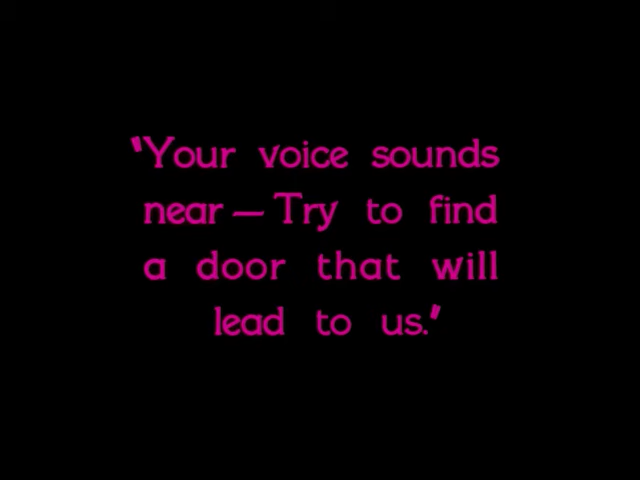 "Your voice sounds
near — Try to find
a door that will
lead to us."